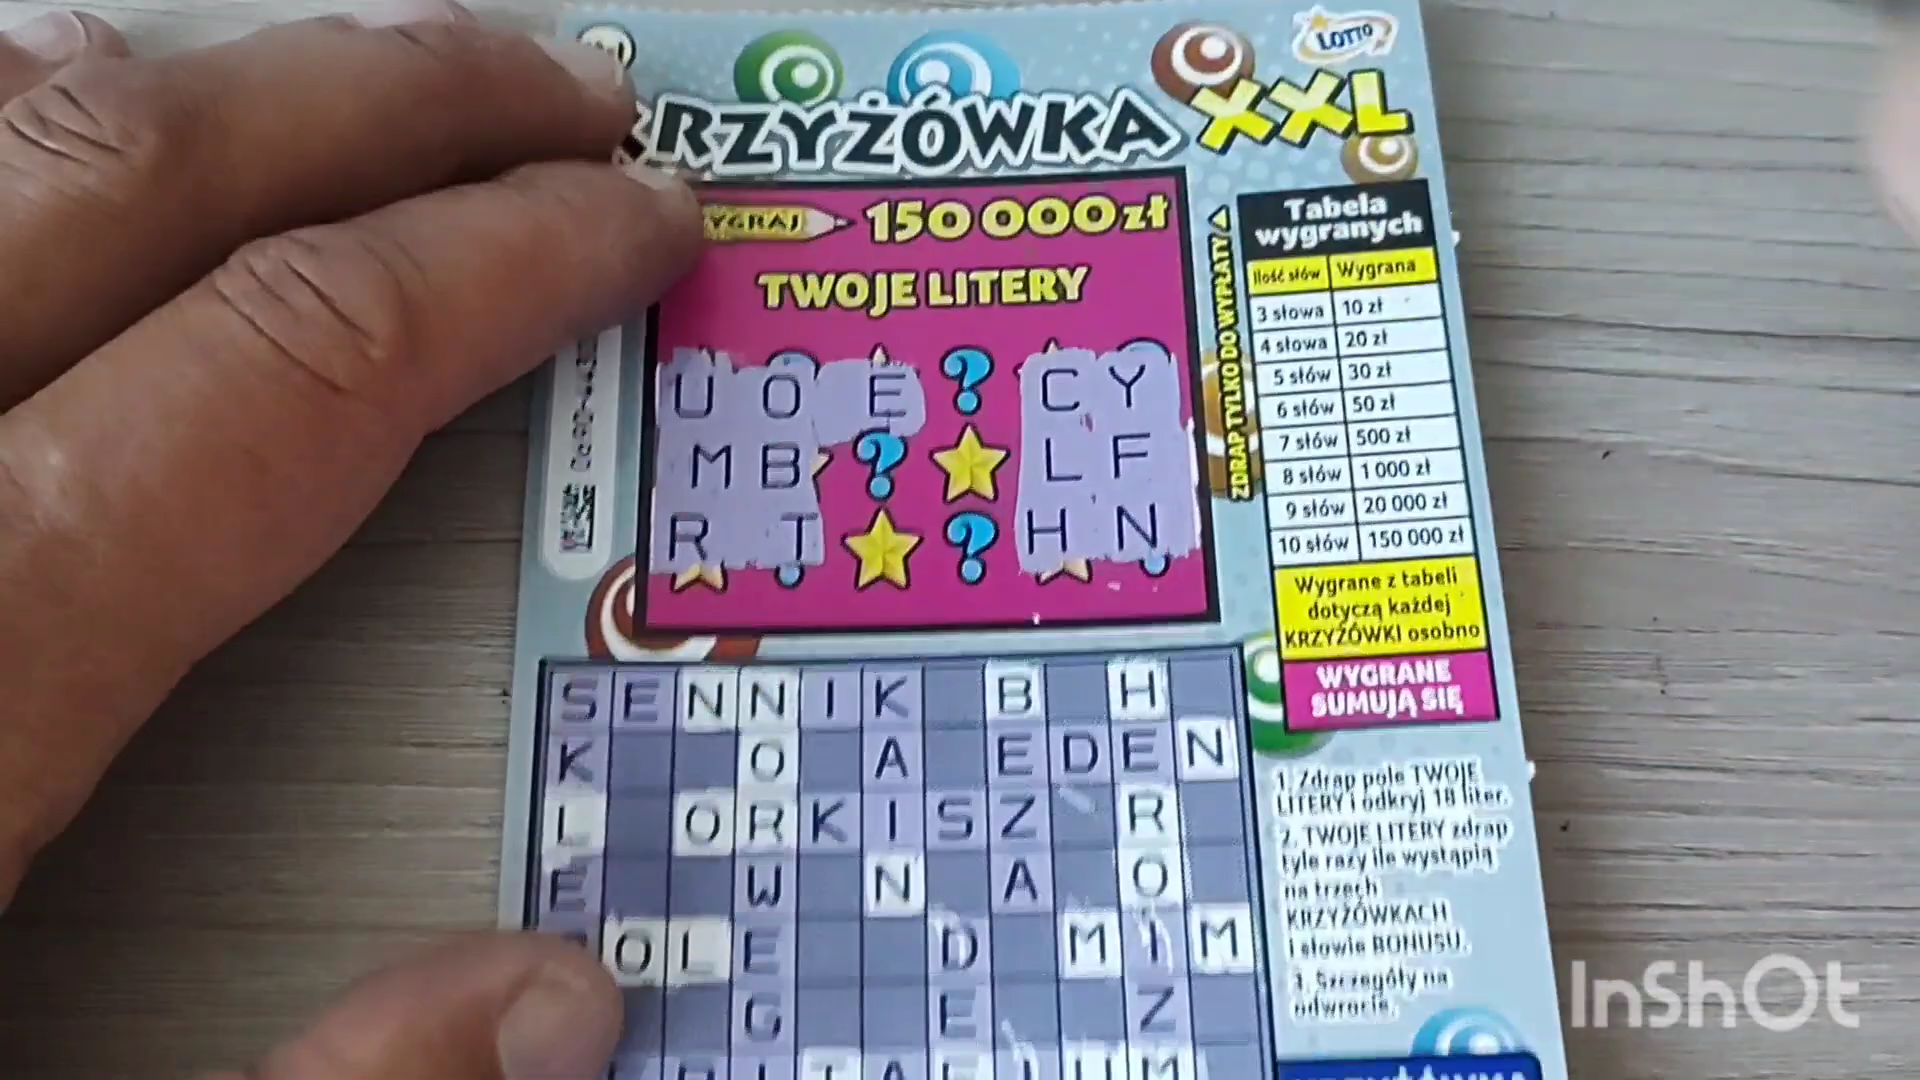 LOTTO
KRZYŻÓWKA XXL
WYGRAJ 150 000 zł
TWOJE LITERY
U O E C Y
M B L F
R T H N
ZDRAP TYLKO DO WYPŁATY
Tabela
wygranych
Ilość słów Wygrana
3 słowa 10 zł
4 słowa 20 zł
5 słów 30 zł
6 słów 50 zł
7 słów 500 zł
8 słów 1 000 zł
9 słów 20 000 zł
10 słów 150 000 zł
Wygrane z tabeli
dotyczą każdej
KRZYŻÓWKI osobno
WYGRANE
SUMUJĄ SIĘ
S E N N I K B H
K O A E D E N
L O R K I S Z R
E W N A O
O L E D M I M
G E Z
1. Zdrap pole TWOJE
LITERY i odkryj 18 liter.
2. TWOJE LITERY zdrap
tyle razy ile wystąpią
na trzech
KRZYŻÓWKACH
i słowie BONUSU.
3. Szczegóły na
odwrocie.
InShOt